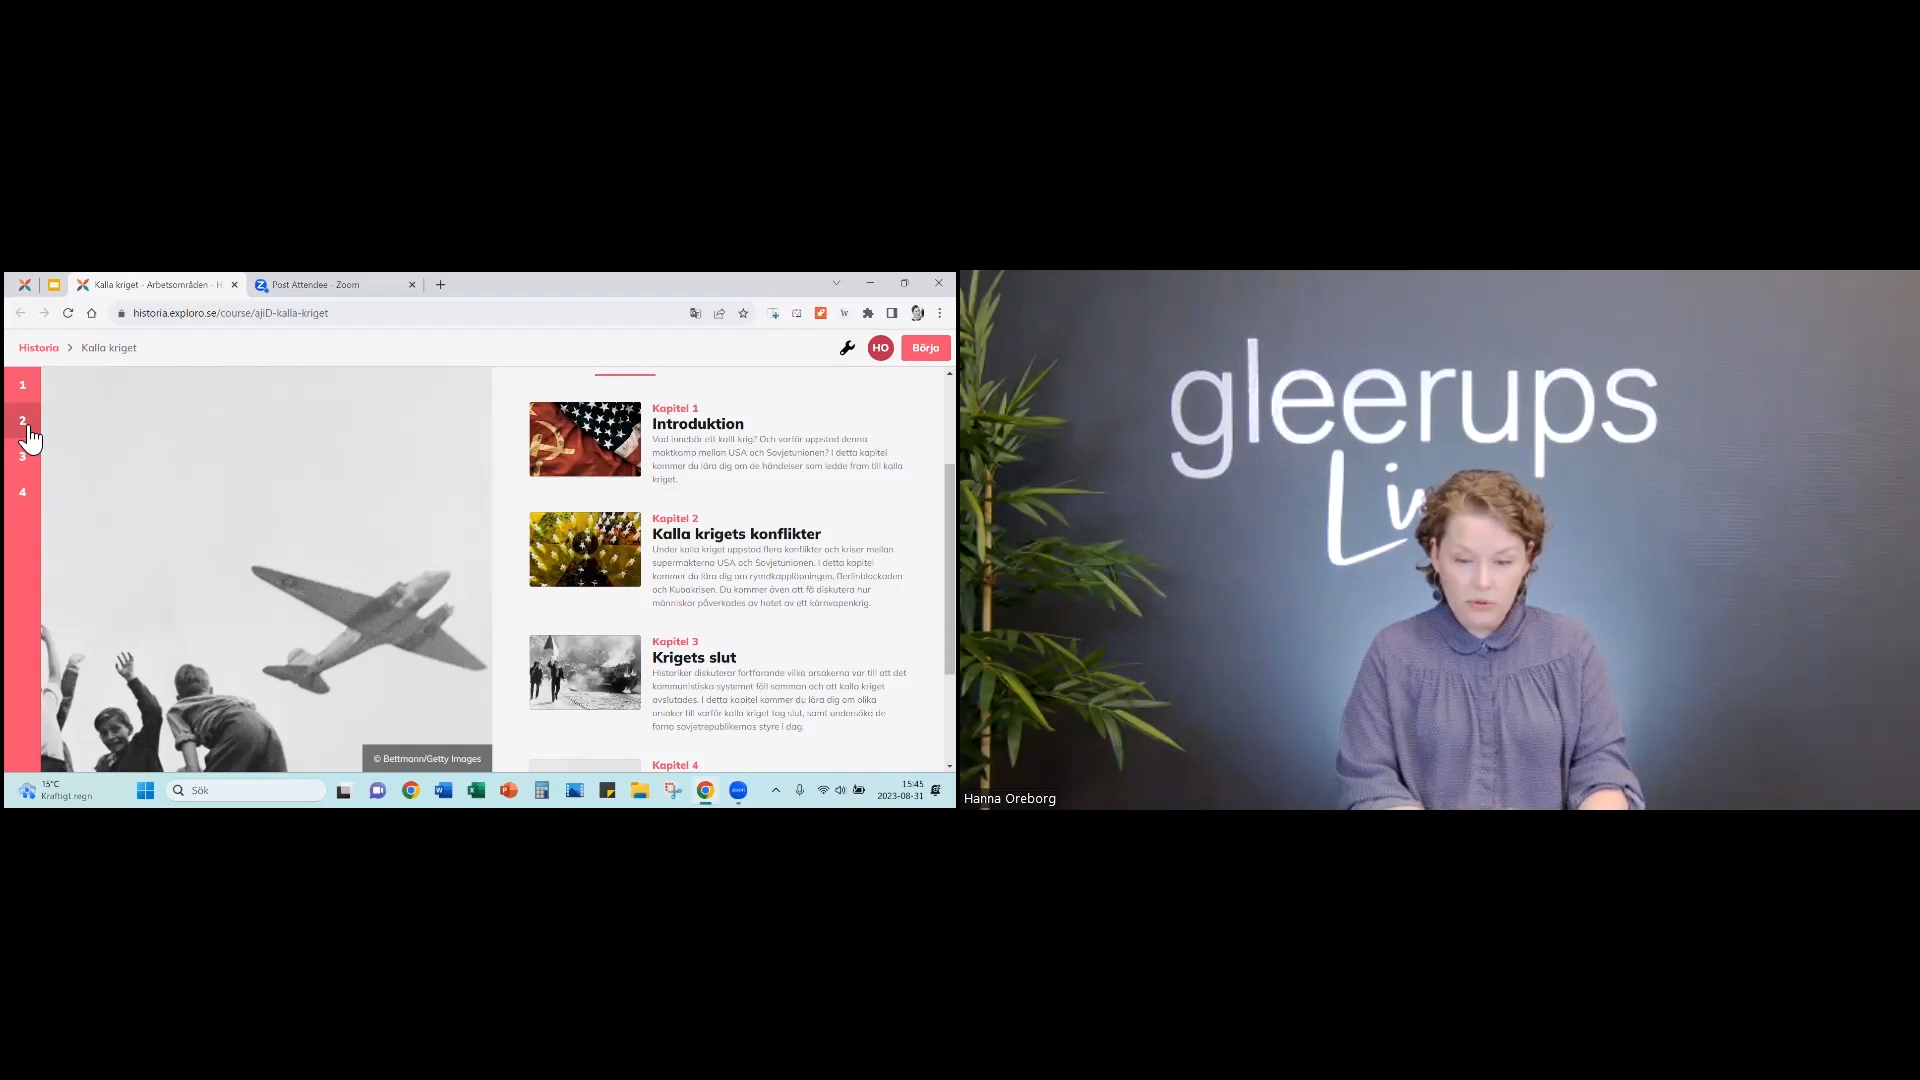 Kalla kriget - Arbetsområden - H
Post Attendee - Zoom
historia.exploro.se/course/ajiD-kalla-kriget
Historia > Kalla kriget
HO
Börja
1
2
3
4
Kapitel 1
Introduktion
Vad innebär ett kallt krig? Och varför uppstod denna
maktkamp mellan USA och Sovjetunionen? I detta kapitel
kommer du lära dig om de händelser som ledde fram till kalla
kriget.
Kapitel 2
Kalla krigets konflikter
Under kalla kriget uppstod flera konflikter och kriser mellan
supermakterna USA och Sovjetunionen. I detta kapitel
kommer du lära dig om rymdkapplöpningen, Berlinblockaden
och Kubakrisen. Du kommer även att få diskutera hur
människor påverkades av hotet av ett kärnvapenkrig.
Kapitel 3
Krigets slut
Historiker diskuterar fortfarande vilka orsakerna var till att det
kommunistiska systemet föll samman och att kalla kriget
avslutades. I detta kapitel kommer du lära dig om olika
orsaker till varför kalla kriget tog slut, samt undersöka de
forna sovjetrepublikernas styre i dag.
Kapitel 4
© Bettmann/Getty Images
15°C
Kraftigt regn
Sök
15:45
2023-08-31
gleerups
Hanna Oreborg